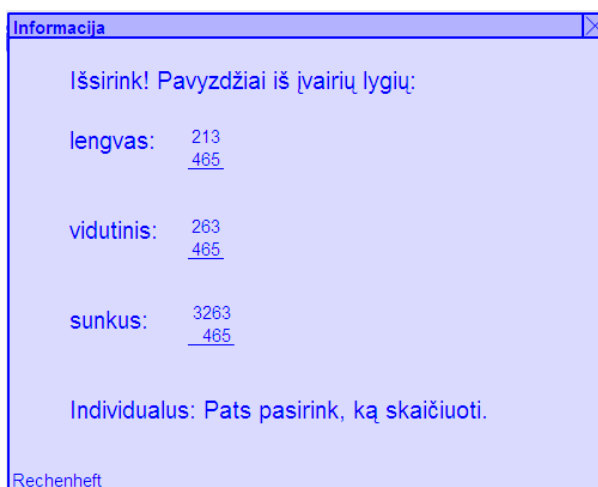 Informacija
Išsirink! Pavyzdžiai iš įvairių lygių:
lengvas: 213
465
vidutinis: 263
465
sunkus: 3263
465
Individualus: Pats pasirink, ką skaičiuoti.
Rechenheft